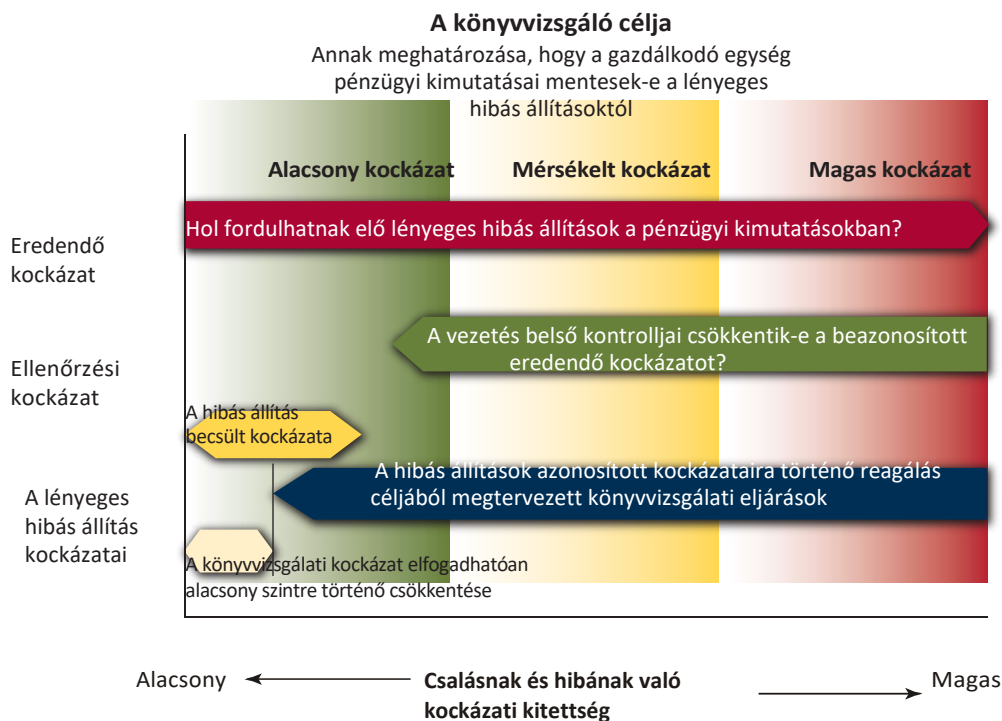 A könyvvizsgáló célja
Annak meghatározása, hogy a gazdálkodó egység
pénzügyi kimutatásai mentesek-e a lényeges
hibás állításoktól
Alacsony kockázat
Mérsékelt kockázat
Magas kockázat
Eredendő
kockázat
Hol fordulhatnak elő lényeges hibás állítások a pénzügyi kimutatásokban?
Ellenőrzési
kockázat
A vezetés belső kontrolljai csökkentik-e a beazonosított
eredendő kockázatot?
A hibás állítás
becsült kockázata
A lényeges
hibás állítás
kockázatai
A hibás állítások azonosított kockázataira történő reagálás
céljából megtervezett könyvvizsgálati eljárások
A könyvvizsgálati kockázat elfogadhatóan
alacsony szintre történő csökkentése
Alacsony
Csalásnak és hibának való
kockázati kitettség
Magas